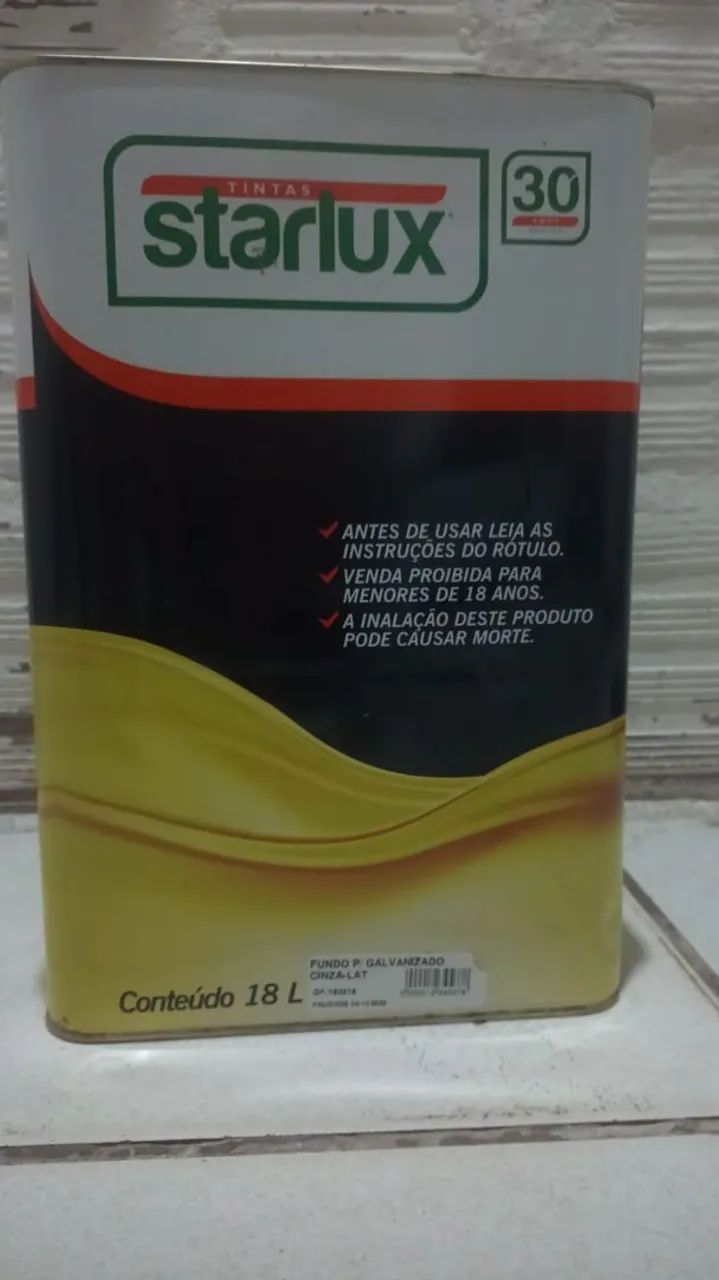 TINTAS
starlux
30
ANOS
ANTES DE USAR LEIA AS
INSTRUÇÕES DO RÓTULO.
VENDA PROIBIDA PARA
MENORES DE 18 ANOS.
A INALAÇÃO DESTE PRODUTO
PODE CAUSAR MORTE.
FUNDO P/ GALVANIZADO
CINZA-LAT
Conteúdo 18 L